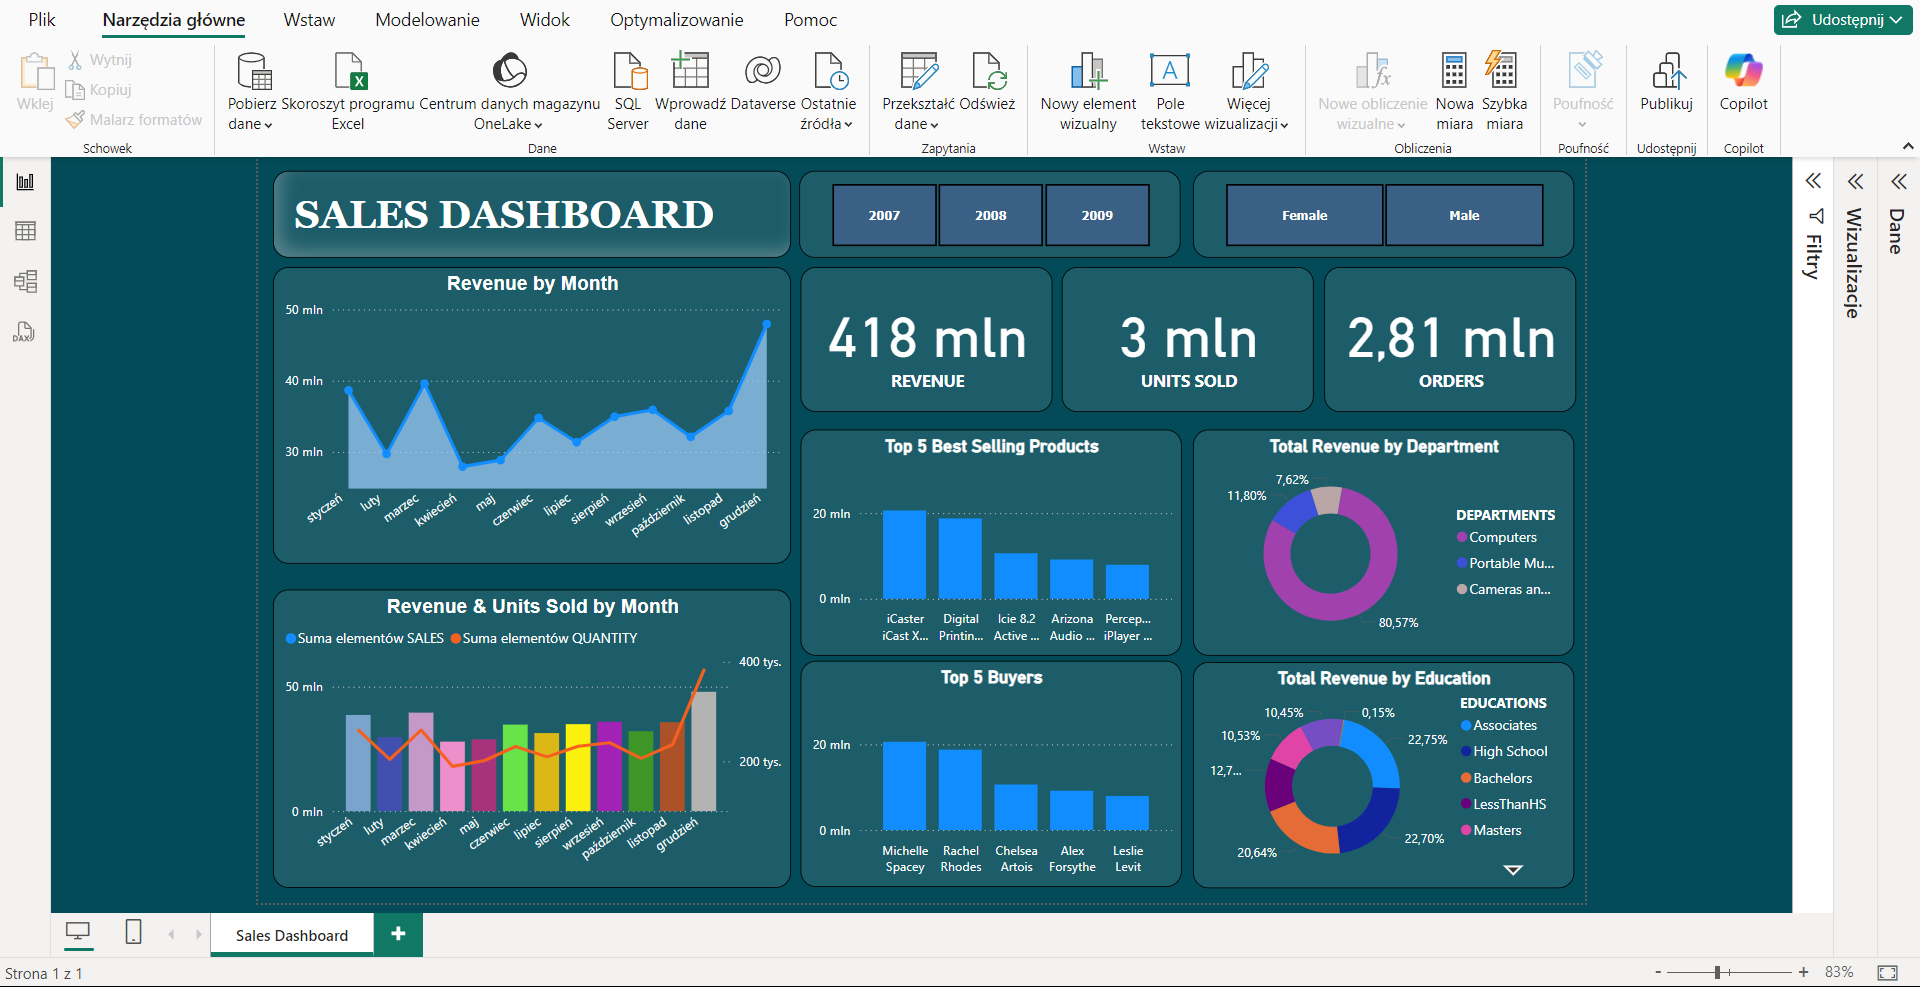 Plik Narzędzia główne Wstaw Modelowanie Widok Optymalizowanie Pomoc Udostępnij
Wklej
Wytnij
Kopiuj
Malarz formatów
Schowek
Pobierz dane
Skoroszyt programu Excel
Centrum danych magazynu OneLake
SQL Server
Wprowadź dane
Dataverse
Ostatnie źródła
Dane
Przekształć dane
Odśwież
Zapytania
Nowy element wizualny
Pole tekstowe
Więcej wizualizacji
Wstaw
Nowe obliczenie wizualne
Nowa miara
Szybka miara
Obliczenia
Poufność
Poufność
Publikuj
Udostępnij
Copilot
Copilot
SALES DASHBOARD
2007 2008 2009
Female Male
Revenue by Month
50 mln
40 mln
30 mln
styczeń luty marzec kwiecień maj czerwiec lipiec sierpień wrzesień październik listopad grudzień
418 mln
REVENUE
3 mln
UNITS SOLD
2,81 mln
ORDERS
Top 5 Best Selling Products
20 mln
0 mln
iCaster iCast X...
Digital Printin...
Icie 8.2 Active ...
Arizona Audio ...
Percep... iPlayer ...
Total Revenue by Department
7,62%
11,80%
80,57%
DEPARTMENTS
Computers
Portable Mu...
Cameras an...
Revenue & Units Sold by Month
Suma elementów SALES Suma elementów QUANTITY
400 tys.
50 mln
200 tys.
0 mln
styczeń luty marzec kwiecień maj czerwiec lipiec sierpień wrzesień październik listopad grudzień
Top 5 Buyers
20 mln
0 mln
Michelle Spacey
Rachel Rhodes
Chelsea Artois
Alex Forsythe
Leslie Levit
Total Revenue by Education
10,45%
0,15%
10,53%
22,75%
12,7...
20,64%
22,70%
EDUCATIONS
Associates
High School
Bachelors
LessThanHS
Masters
Filtry
Wizualizacje
Dane
Sales Dashboard
Strona 1 z 1
- + 83%